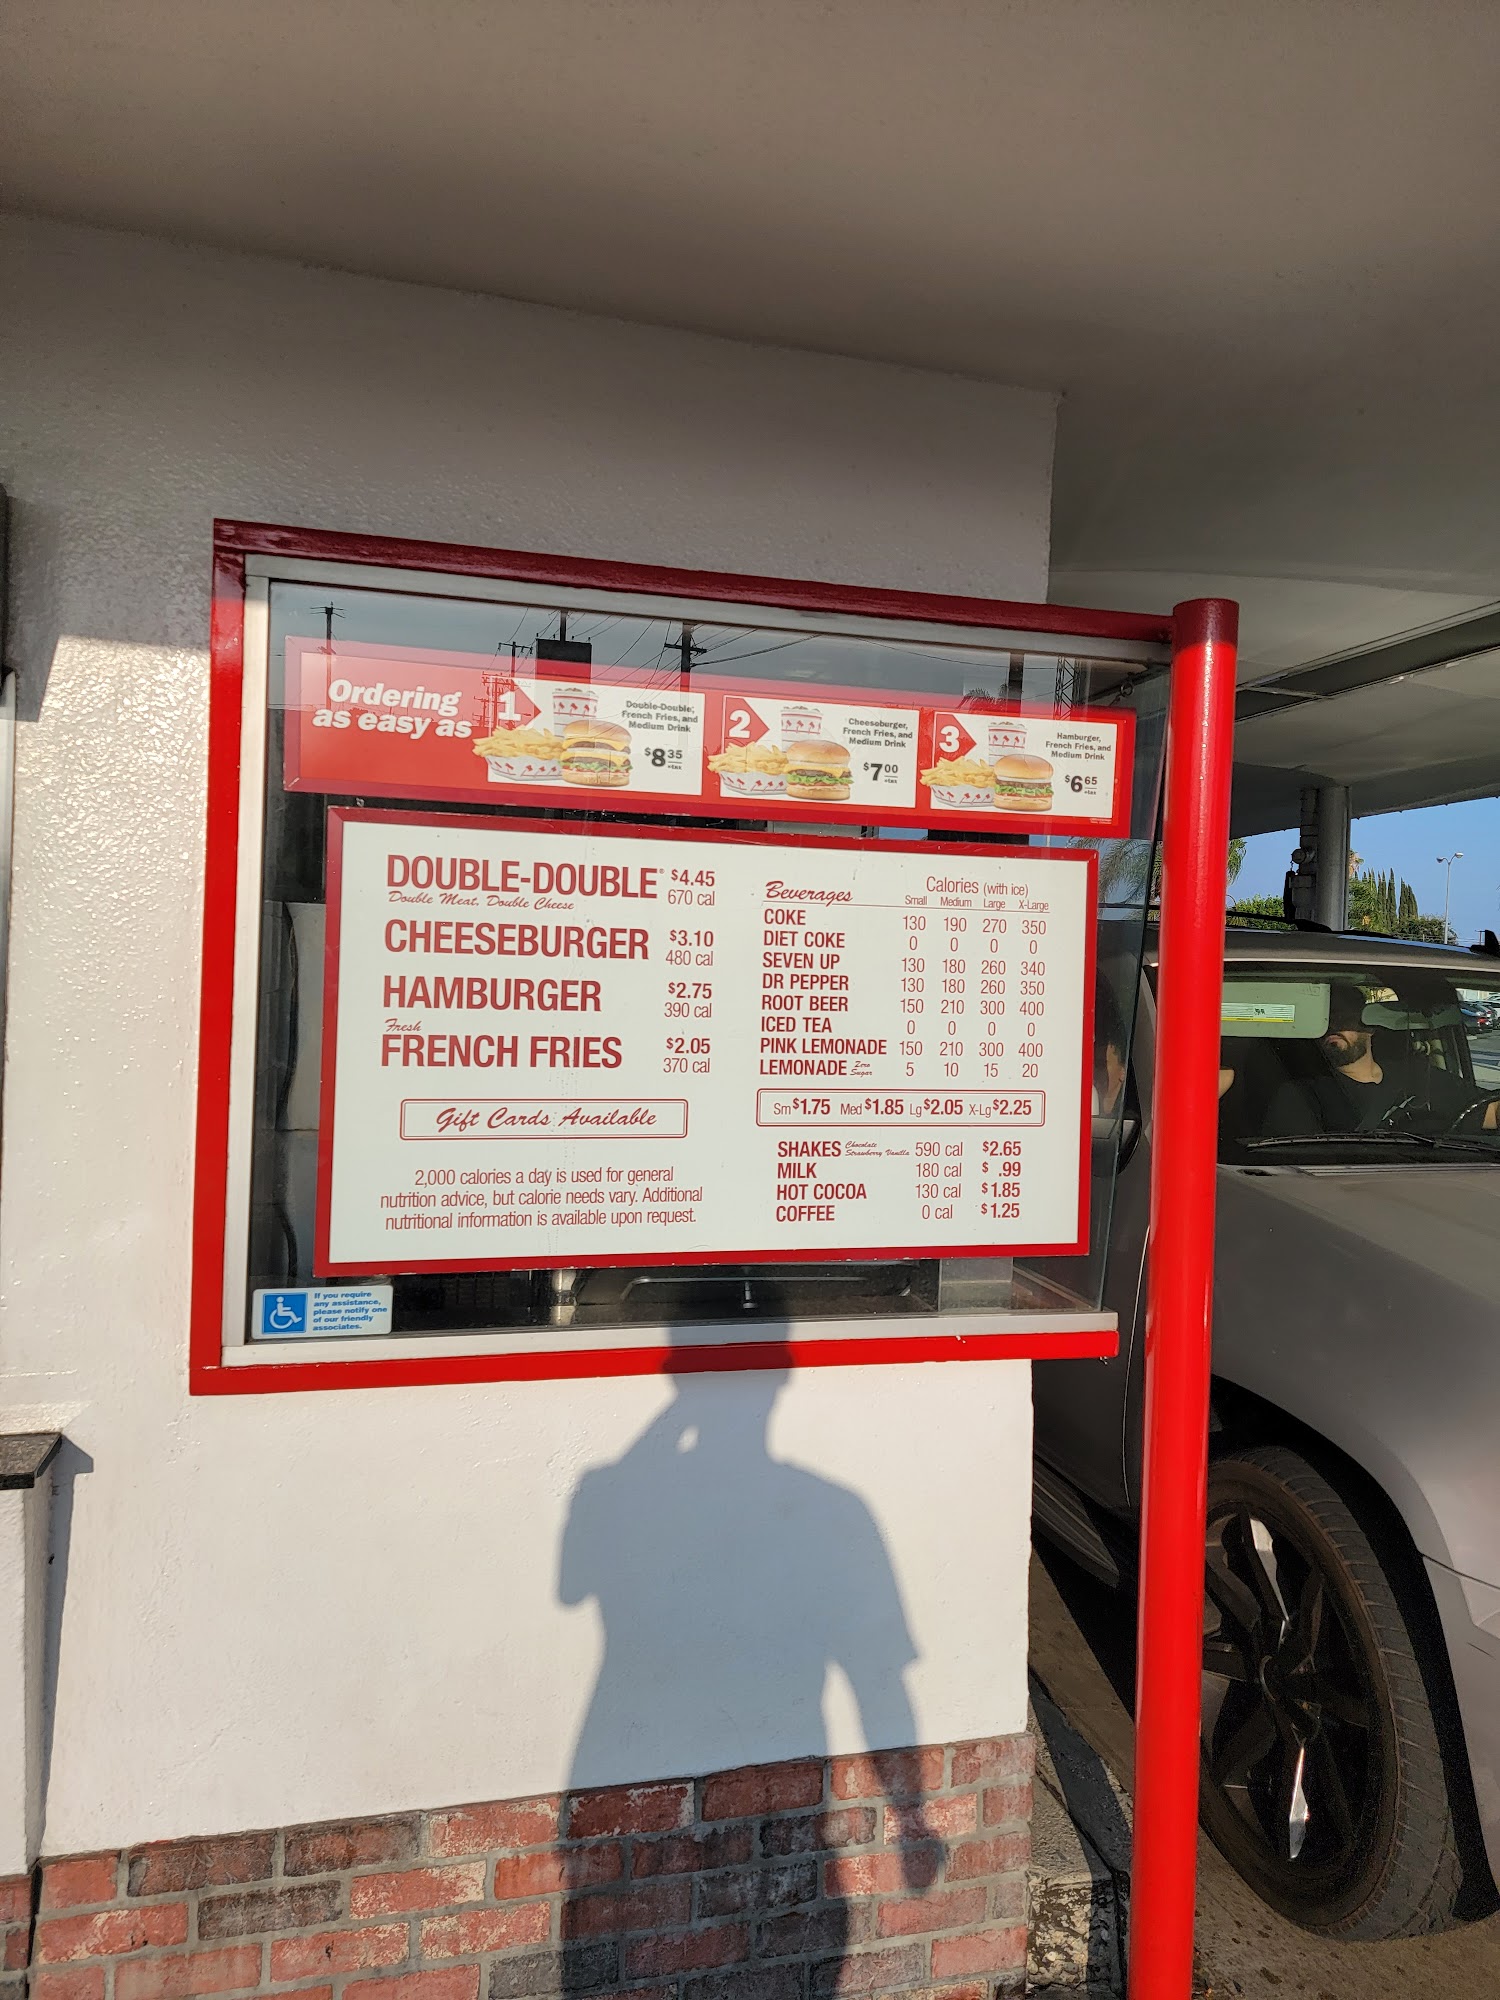 Ordering
as easy as
1
Double-Double,
French Fries, and
Medium Drink
$8 35
+tax
2
Cheeseburger,
French Fries, and
Medium Drink
$7 00
+tax
3
Hamburger,
French Fries, and
Medium Drink
$6 65
+tax
DOUBLE-DOUBLE® $4.45
Double Meat, Double Cheese 670 cal
CHEESEBURGER $3.10
480 cal
HAMBURGER $2.75
390 cal
Fresh
FRENCH FRIES $2.05
370 cal
Gift Cards Available
2,000 calories a day is used for general
nutrition advice, but calorie needs vary. Additional
nutritional information is available upon request.
Beverages Calories (with ice)
Small Medium Large X-Large
COKE 130 190 270 350
DIET COKE 0 0 0 0
SEVEN UP 130 180 260 340
DR PEPPER 130 180 260 350
ROOT BEER 150 210 300 400
ICED TEA 0 0 0 0
PINK LEMONADE 150 210 300 400
LEMONADE Zero Sugar 5 10 15 20
Sm $1.75 Med $1.85 Lg $2.05 X-Lg $2.25
SHAKES Chocolate Strawberry Vanilla 590 cal $2.65
MILK 180 cal $ .99
HOT COCOA 130 cal $1.85
COFFEE 0 cal $1.25
If you require
any assistance,
please notify one
of our friendly
associates.